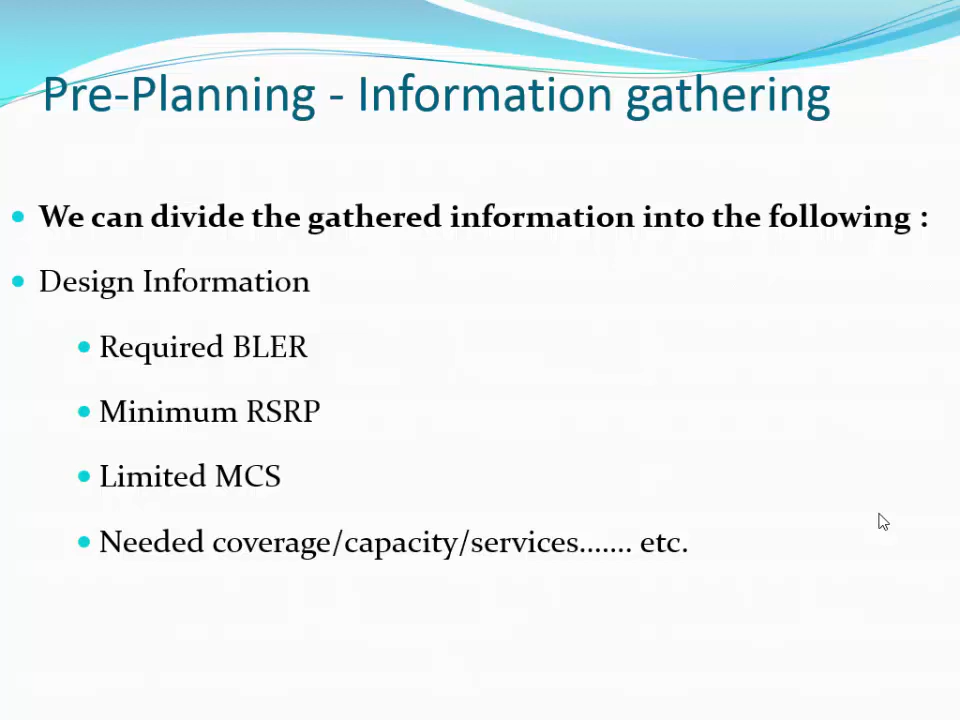 Pre-Planning - Information gathering
We can divide the gathered information into the following :
Design Information
Required BLER
Minimum RSRP
Limited MCS
Needed coverage/capacity/services....... etc.